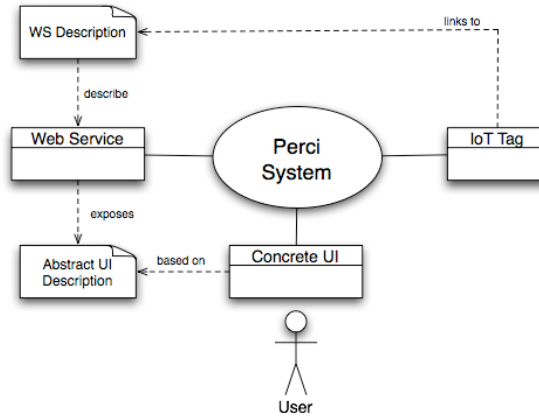 WS Description
links to
describe
Web Service
Perci
System
IoT Tag
exposes
Abstract UI
Description
based on
Concrete UI
User